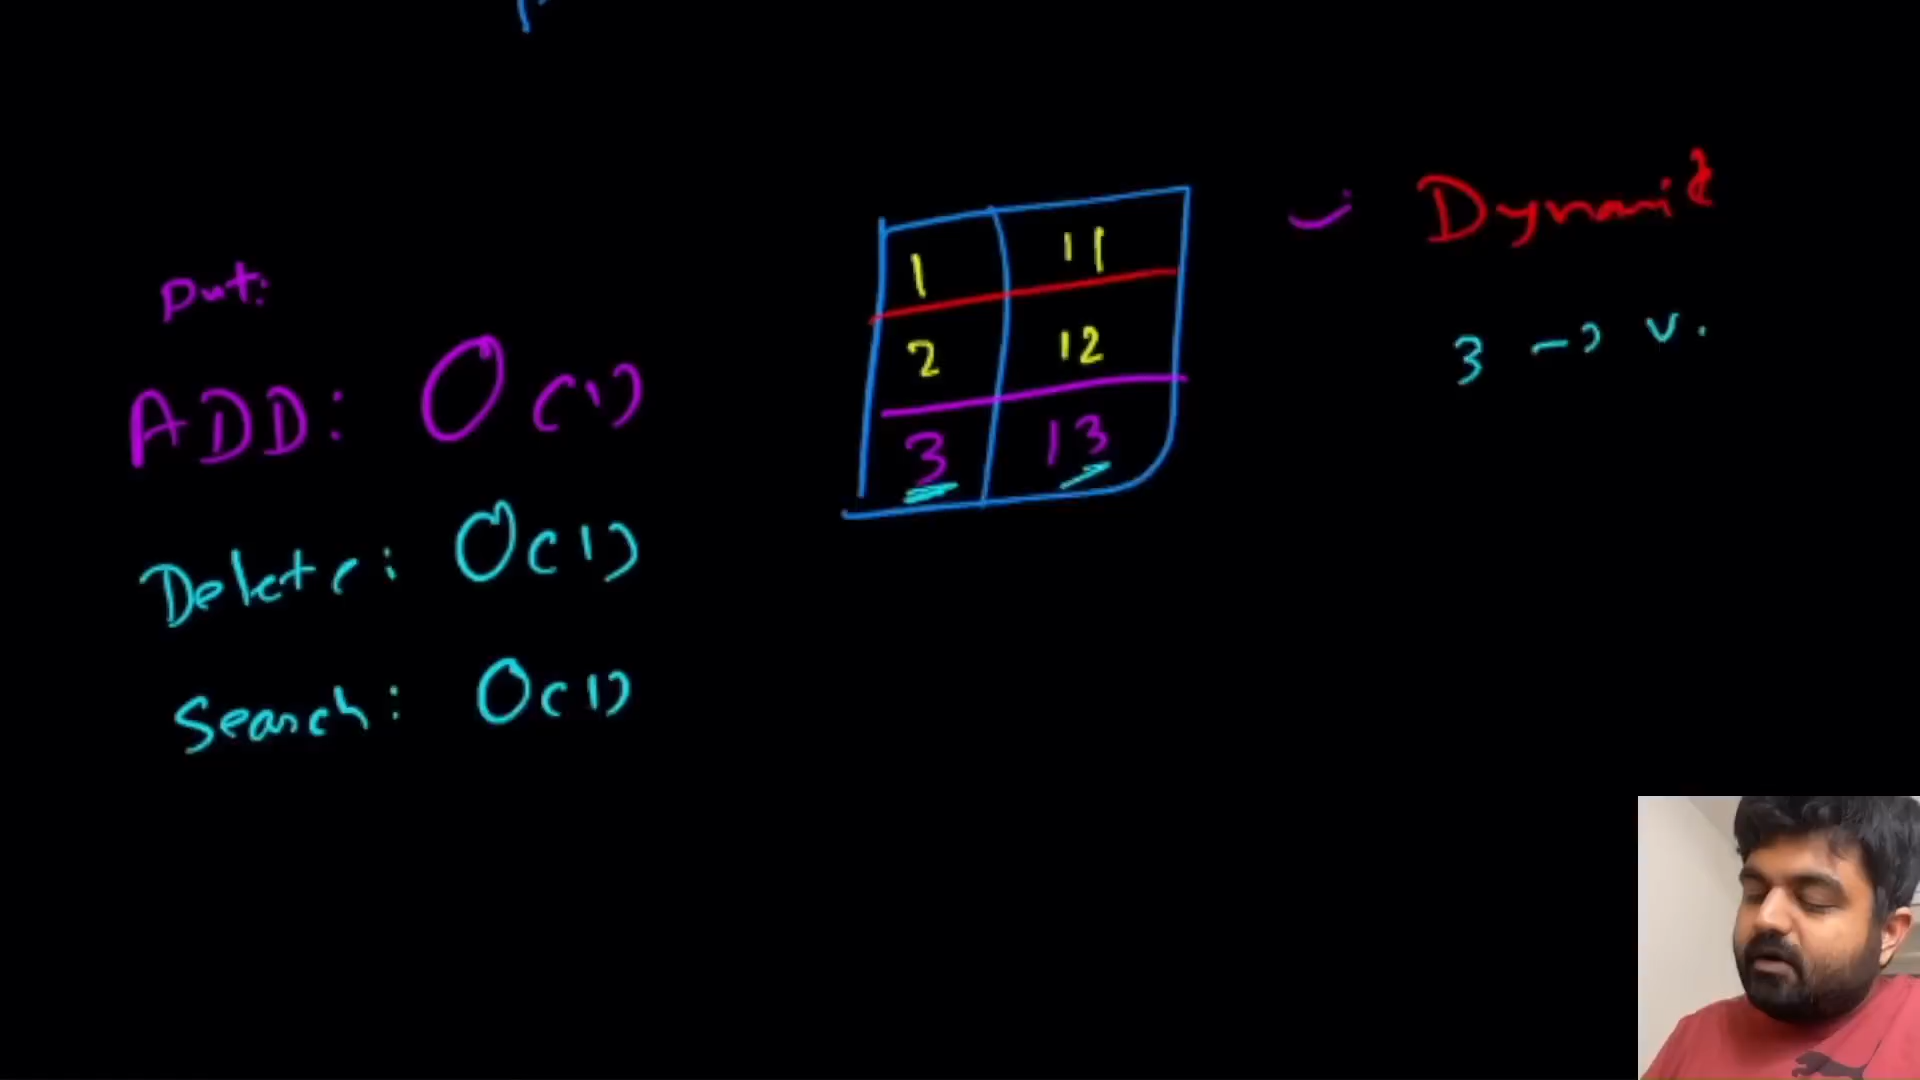 Put:
ADD: O(1)
Delete: O(1)
Search: O(1)
1 11
2 12
3 13
Dynamic
3 -> v.